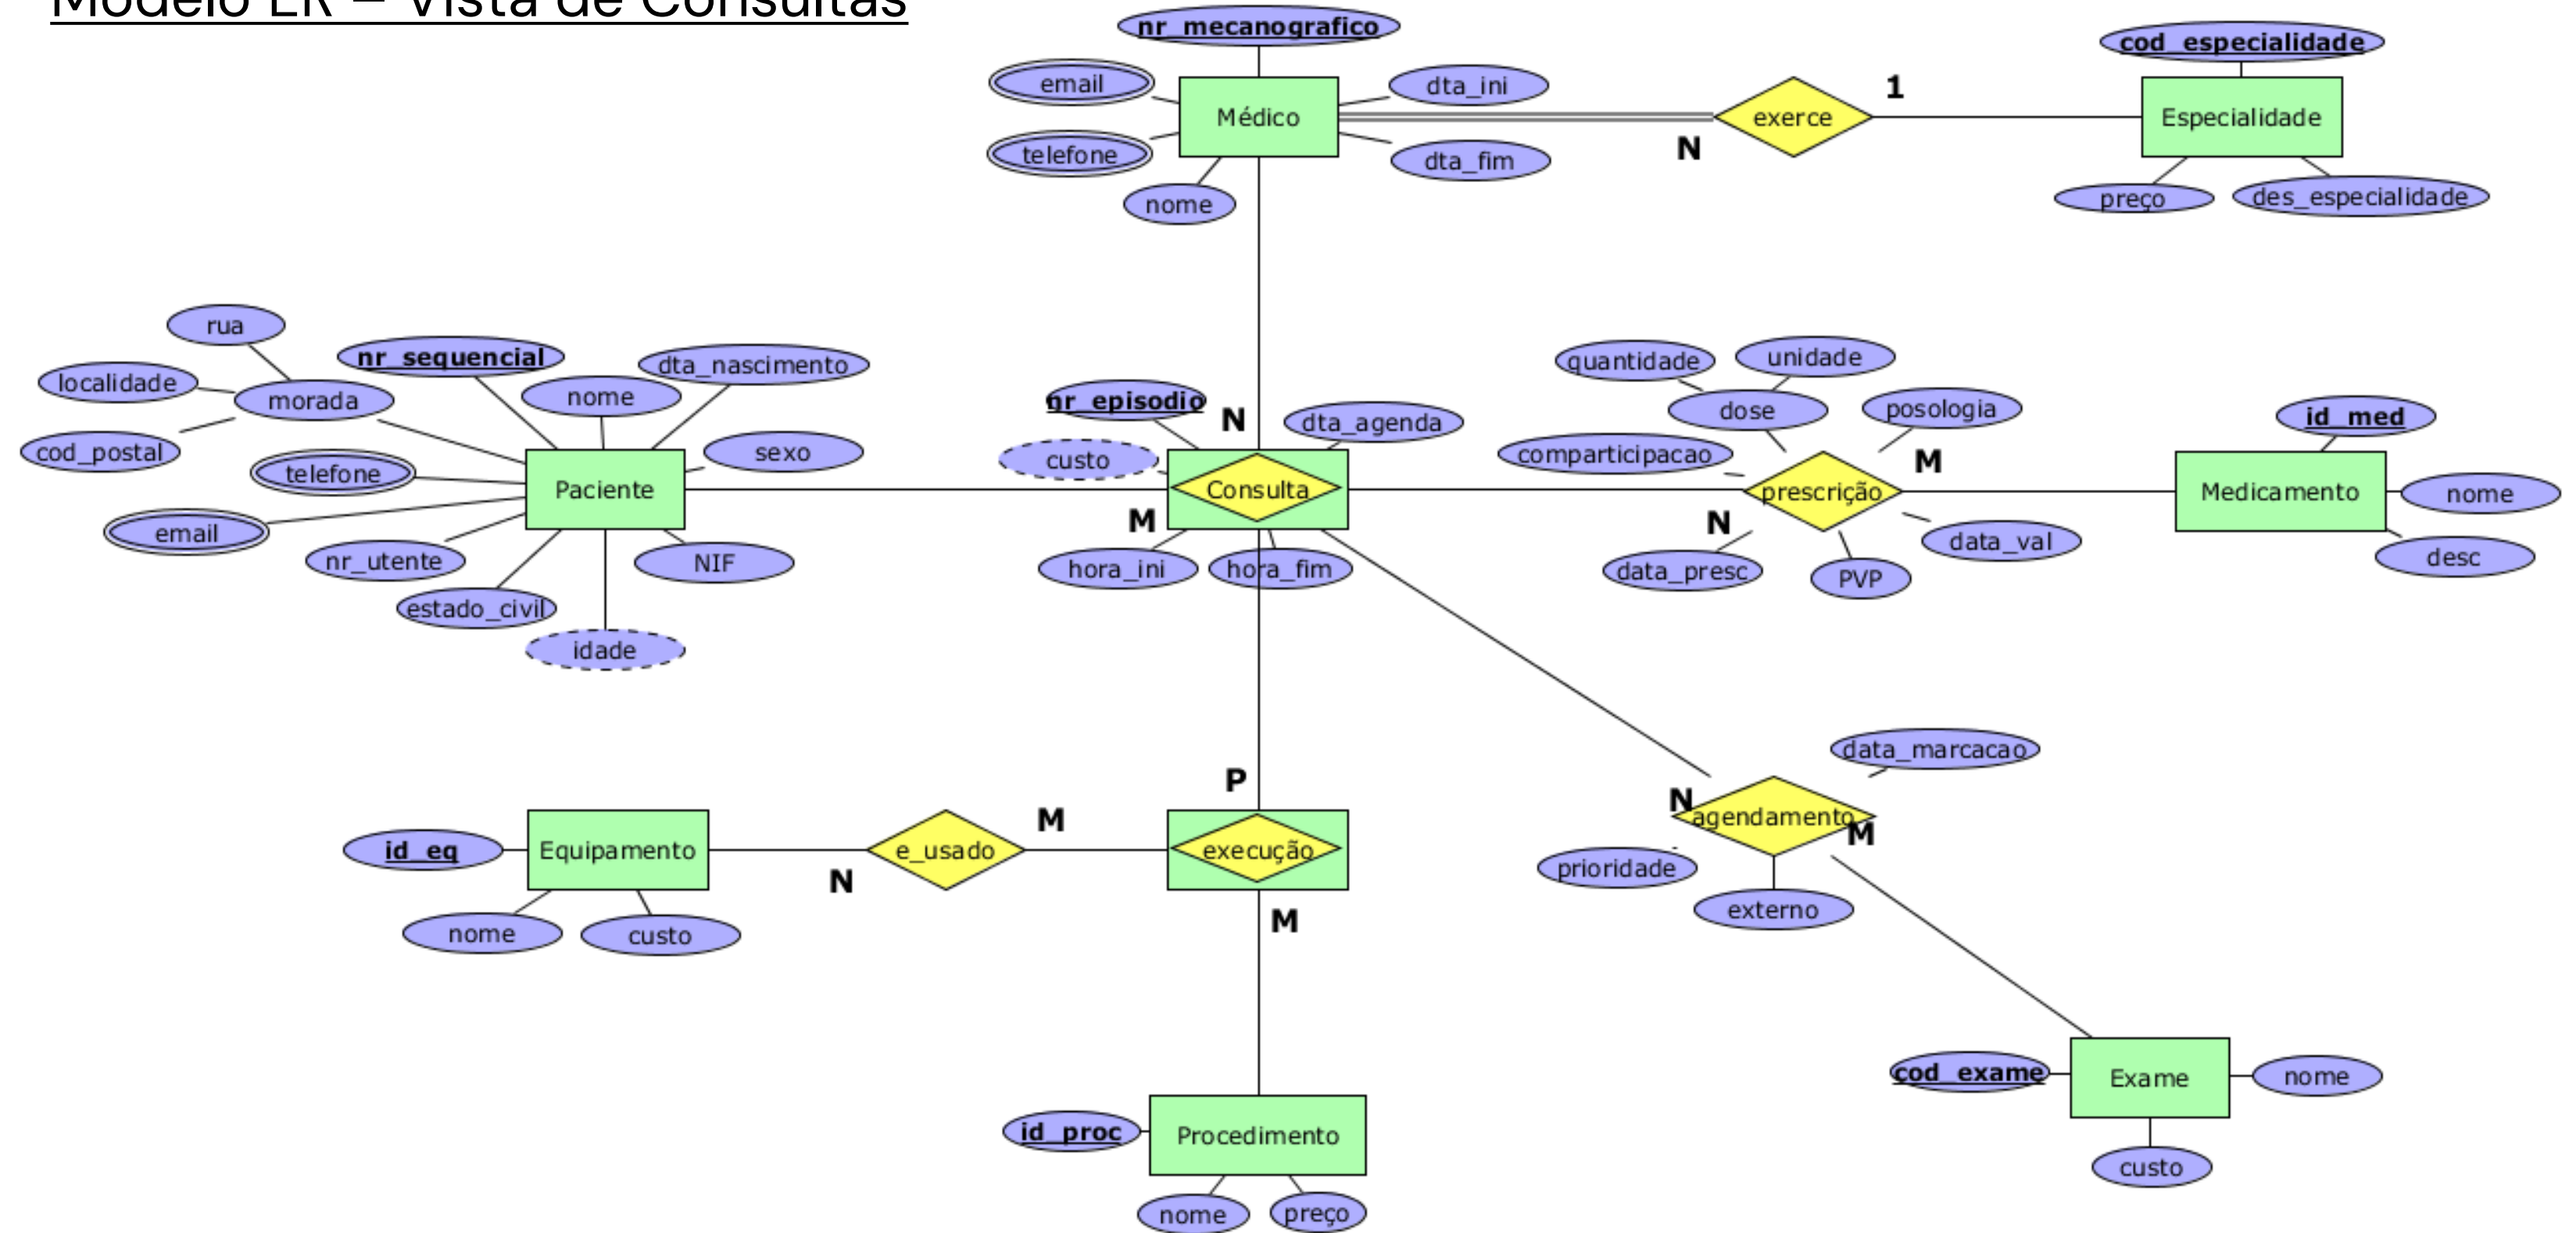 Modelo ER – Vista de Consultas
nr_mecanografico
email
dta_ini
telefone
Médico
dta_fim
nome
N
exerce
1
cod_especialidade
Especialidade
preço
des_especialidade
rua
localidade
morada
cod_postal
nr_sequencial
nome
dta_nascimento
sexo
telefone
email
Paciente
nr_utente
NIF
estado_civil
idade
nr_episodio
N
dta_agenda
custo
Consulta
M
hora_ini
hora_fim
quantidade
unidade
dose
posologia
comparticipacao
M
prescrição
N
data_presc
PVP
data_val
id_med
Medicamento
nome
desc
P
id_eq
Equipamento
nome
custo
N
e_usado
M
execução
M
data_marcacao
N
agendamento
M
prioridade
externo
id_proc
Procedimento
nome
preço
cod_exame
Exame
nome
custo